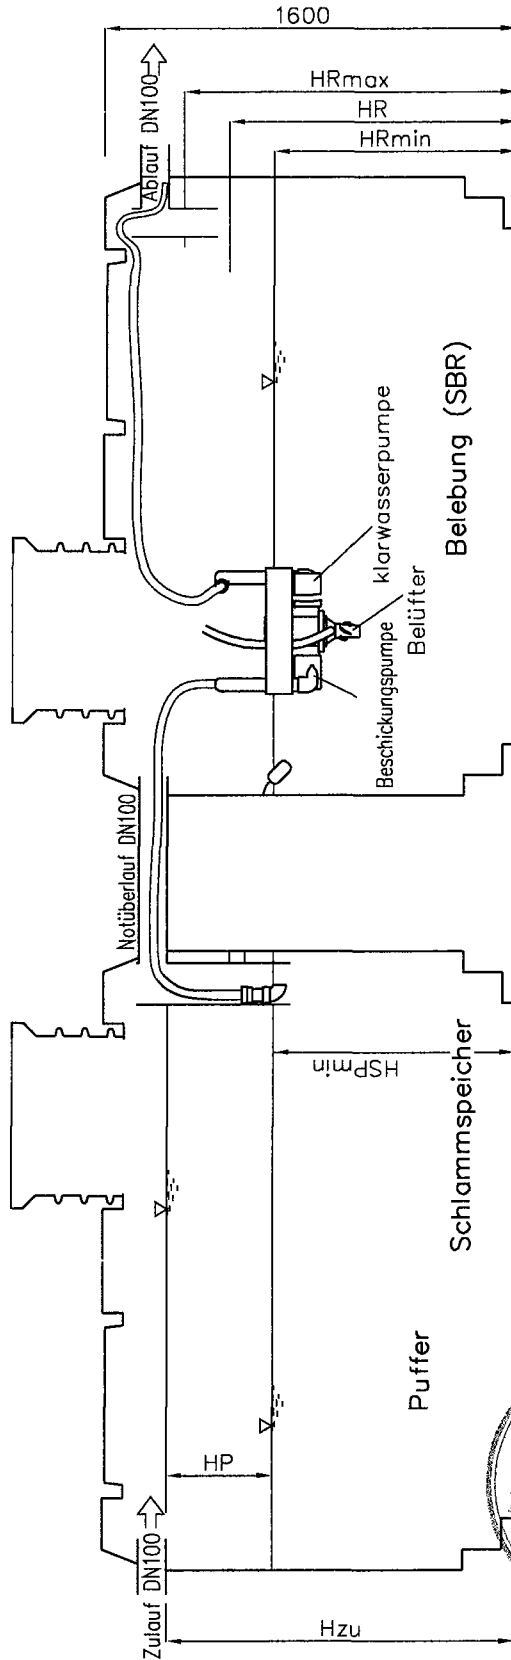 1600
HRmax
HR
HRmin
Ablauf DN100
Belebung (SBR)
klarwasserpumpe
Belüfter
Beschickungspumpe
Notüberlauf DN100
HSPmin
Schlammspeicher
Puffer
HP
Zulauf DN100
Hzu